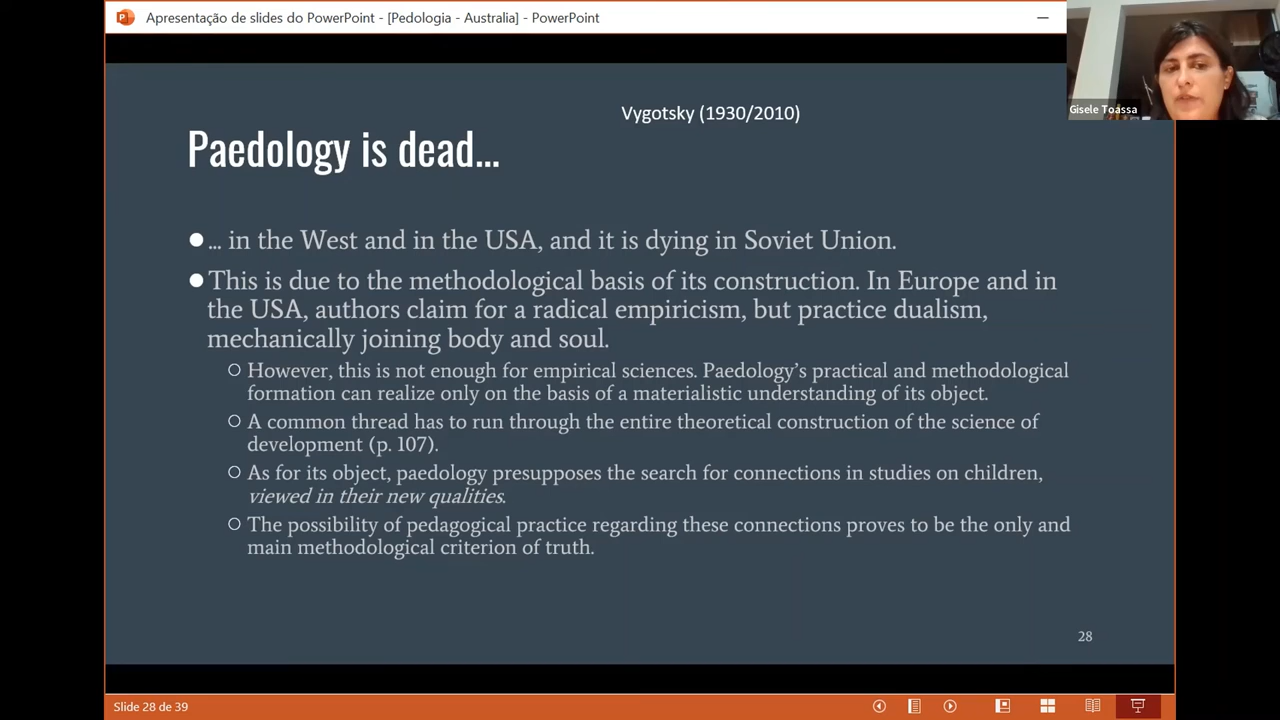 Apresentação de slides do PowerPoint - [Pedologia - Australia] - PowerPoint
Gisele Toassa
Vygotsky (1930/2010)
Paedology is dead...
... in the West and in the USA, and it is dying in Soviet Union.
This is due to the methodological basis of its construction. In Europe and in
the USA, authors claim for a radical empiricism, but practice dualism,
mechanically joining body and soul.
However, this is not enough for empirical sciences. Paedology's practical and methodological
formation can realize only on the basis of a materialistic understanding of its object.
A common thread has to run through the entire theoretical construction of the science of
development (p. 107).
As for its object, paedology presupposes the search for connections in studies on children,
viewed in their new qualities.
The possibility of pedagogical practice regarding these connections proves to be the only and
main methodological criterion of truth.
28
Slide 28 de 39